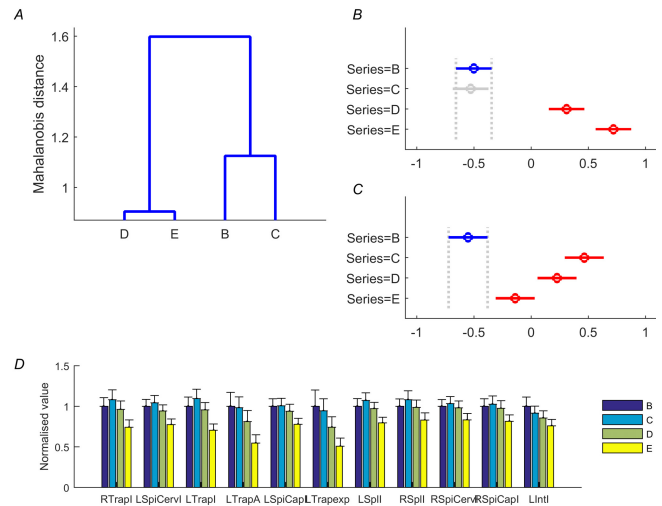 A
Mahalanobis distance
1.6
1.4
1.2
1
D E B C
B
Series=B
Series=C
Series=D
Series=E
-1 -0.5 0 0.5 1
C
Series=B
Series=C
Series=D
Series=E
-1 -0.5 0 0.5 1
D
Normalised value
1.5
1
0.5
0
RTrapI LSpiCervI LTrapI LTrapA LSpiCapI LTrapexp LSplI RSplI RSpiCervI RSpiCapI LIntI
B
C
D
E